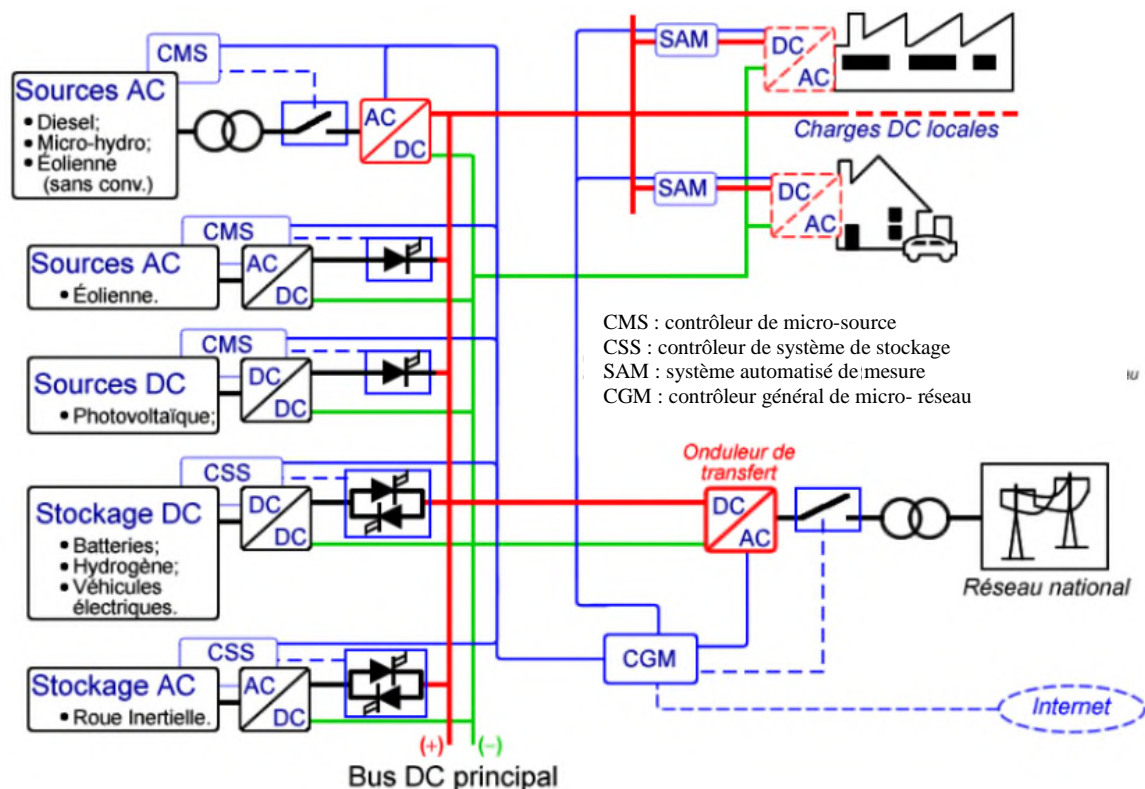 CMS
Sources AC
• Diesel;
• Micro-hydro;
• Éolienne
(sans conv.)
AC
DC
CMS
Sources AC
• Éolienne.
AC
DC
CMS
Sources DC
• Photovoltaïque;
DC
DC
CSS
Stockage DC
• Batteries;
• Hydrogène;
• Véhicules
électriques.
DC
DC
CSS
Stockage AC
• Roue Inertielle.
AC
DC
(+) (−)
Bus DC principal
SAM
DC
AC
Charges DC locales
SAM
DC
AC
CMS : contrôleur de micro-source
CSS : contrôleur de système de stockage
SAM : système automatisé de mesure
CGM : contrôleur général de micro- réseau
au
Onduleur de
transfert
DC
AC
Réseau national
CGM
Internet